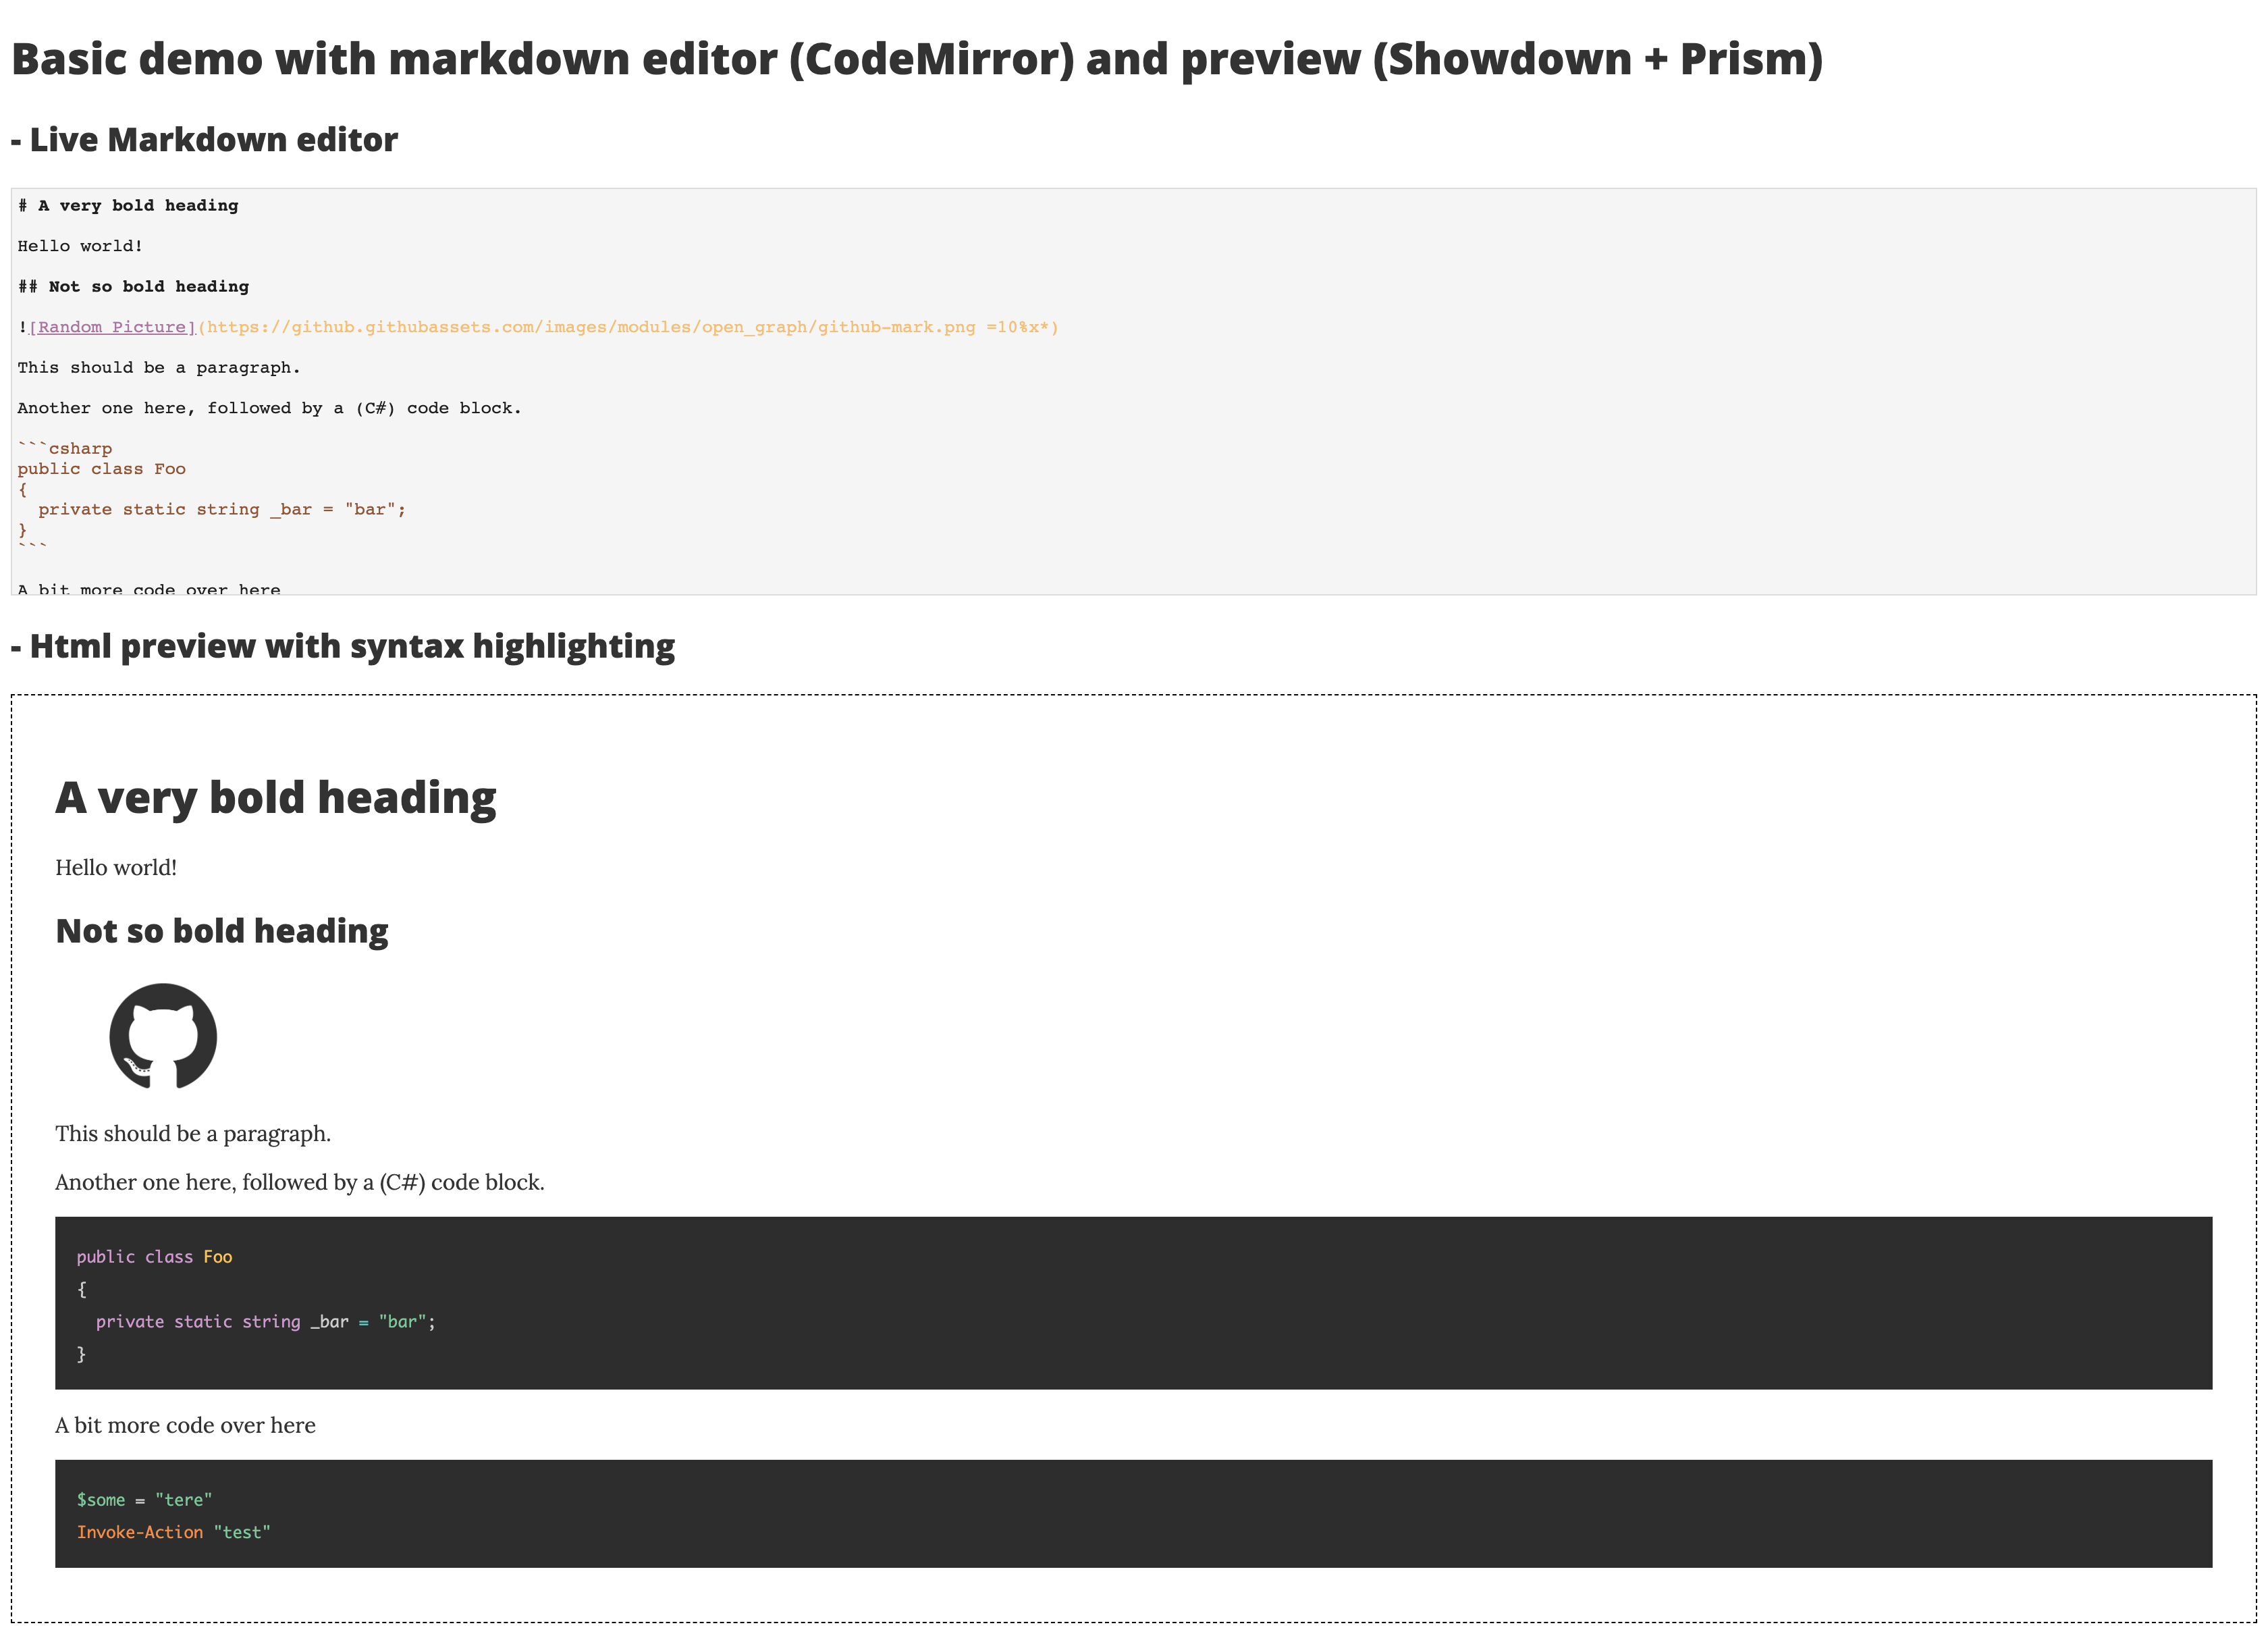 Basic demo with markdown editor (CodeMirror) and preview (Showdown + Prism)
- Live Markdown editor
# A very bold heading
Hello world!
## Not so bold heading
![Random Picture](https://github.githubassets.com/images/modules/open_graph/github-mark.png =10%x*)
This should be a paragraph.
Another one here, followed by a (C#) code block.
```csharp
public class Foo
{
  private static string _bar = "bar";
}
```
A bit more code over here
- Html preview with syntax highlighting
A very bold heading
Hello world!
Not so bold heading
This should be a paragraph.
Another one here, followed by a (C#) code block.
public class Foo
{
  private static string _bar = "bar";
}
A bit more code over here
$some = "tere"
Invoke-Action "test"